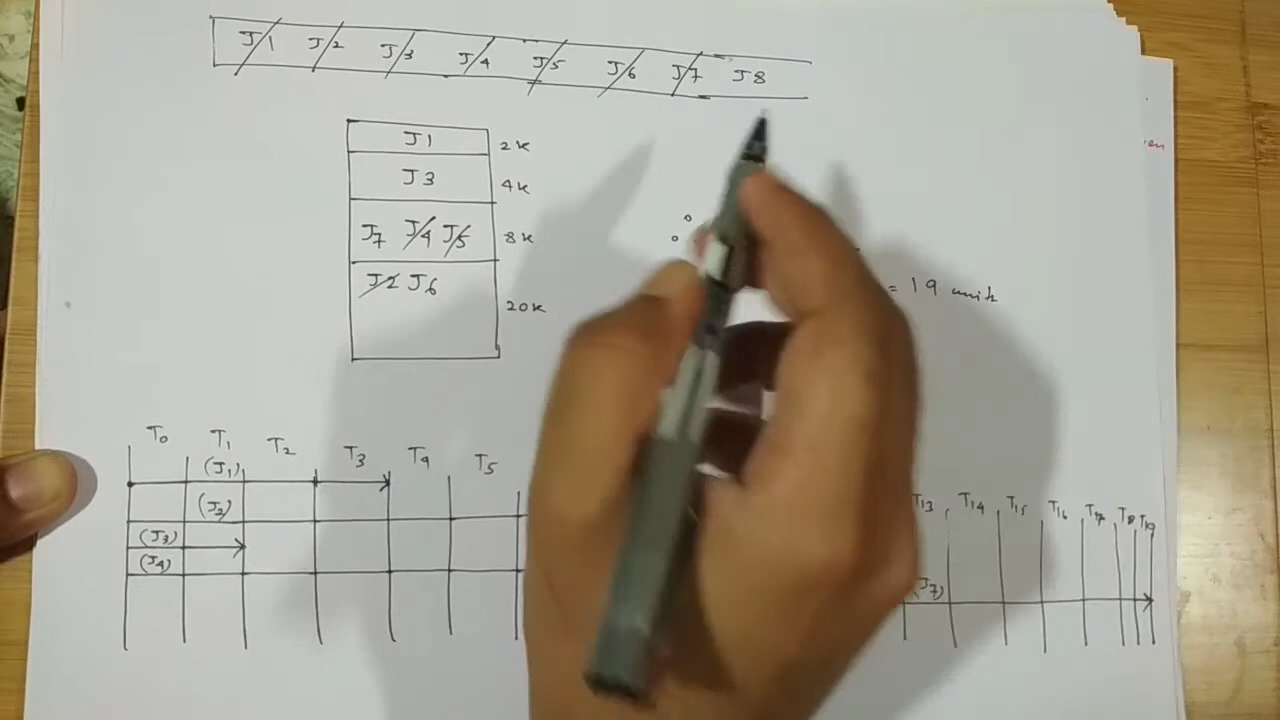 J1 J2 J3 J4 J5 J6 J7 J8
J1 2K
J3 4K
J7 J4 J5 8K
J2 J6 20K
= 19 units
T0 T1 T2 T3 T4 T5 T13 T14 T15 T16 T17 T18 T19
(J1)
(J2)
(J3)
(J4)
(J7)